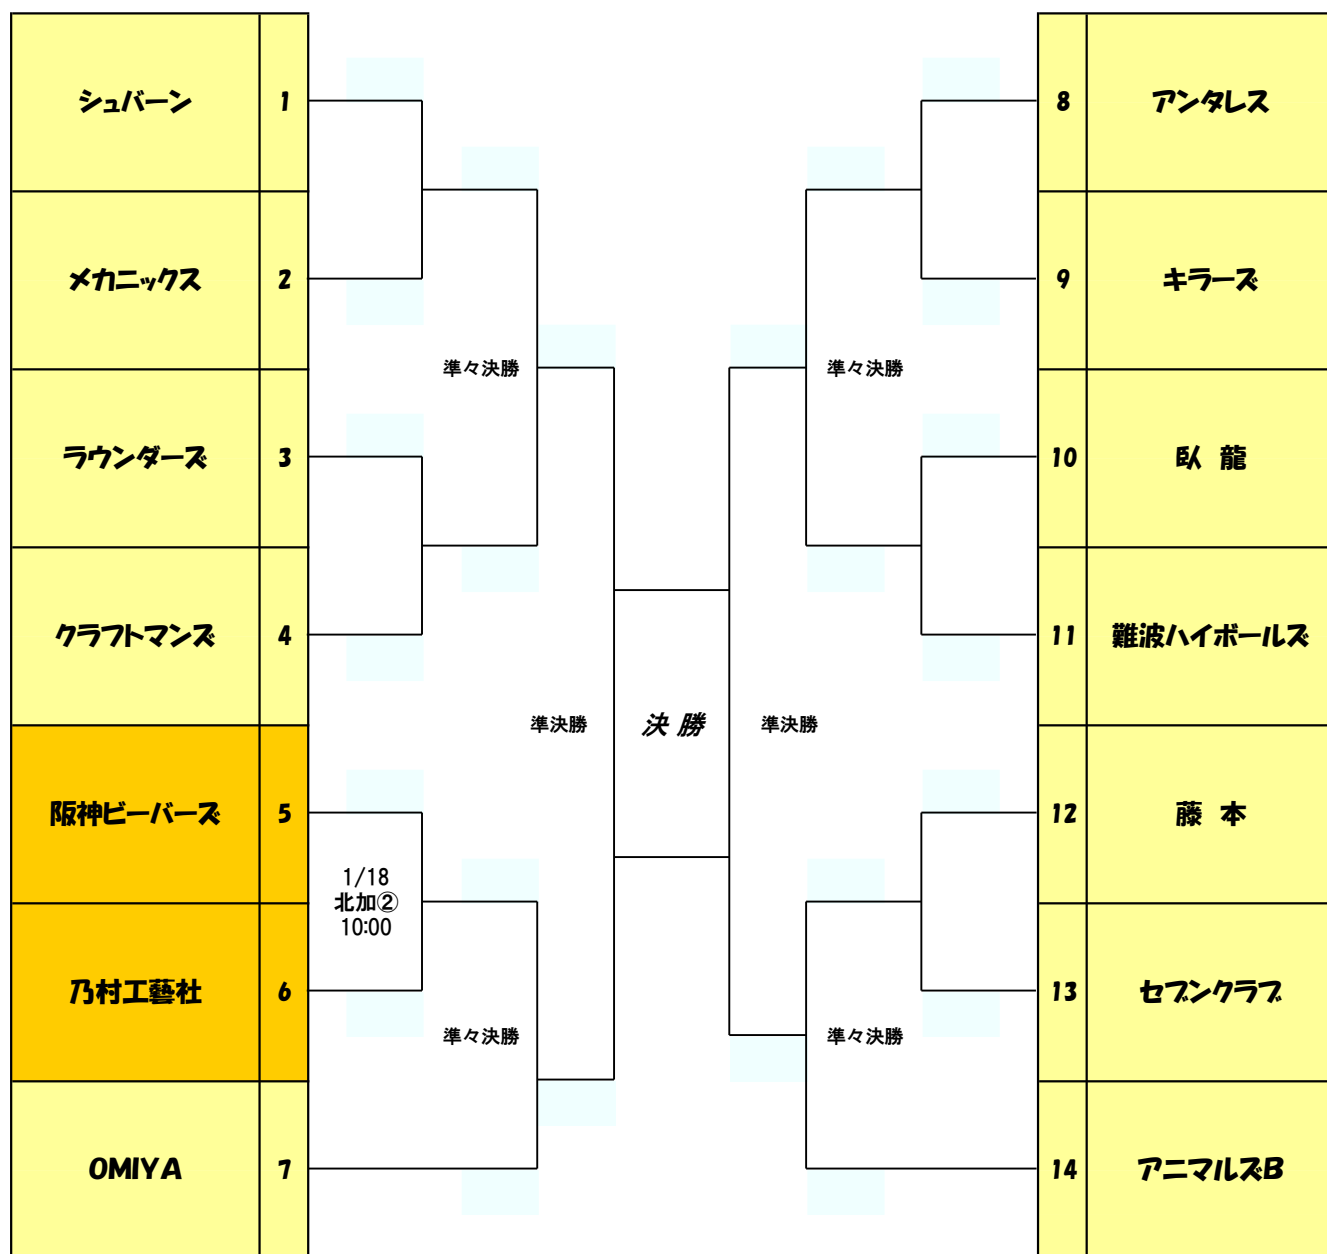 シュバーン 1
メカニックス 2
ラウンダーズ 3
クラフトマンズ 4
阪神ビーバーズ 5
乃村工藝社 6
OMIYA 7
準々決勝
準決勝
1/18
北加②
10:00
準々決勝
決 勝
準々決勝
準決勝
準々決勝
8 アンタレス
9 キラーズ
10 臥 龍
11 難波ハイボールズ
12 藤 本
13 セブンクラブ
14 アニマルズB